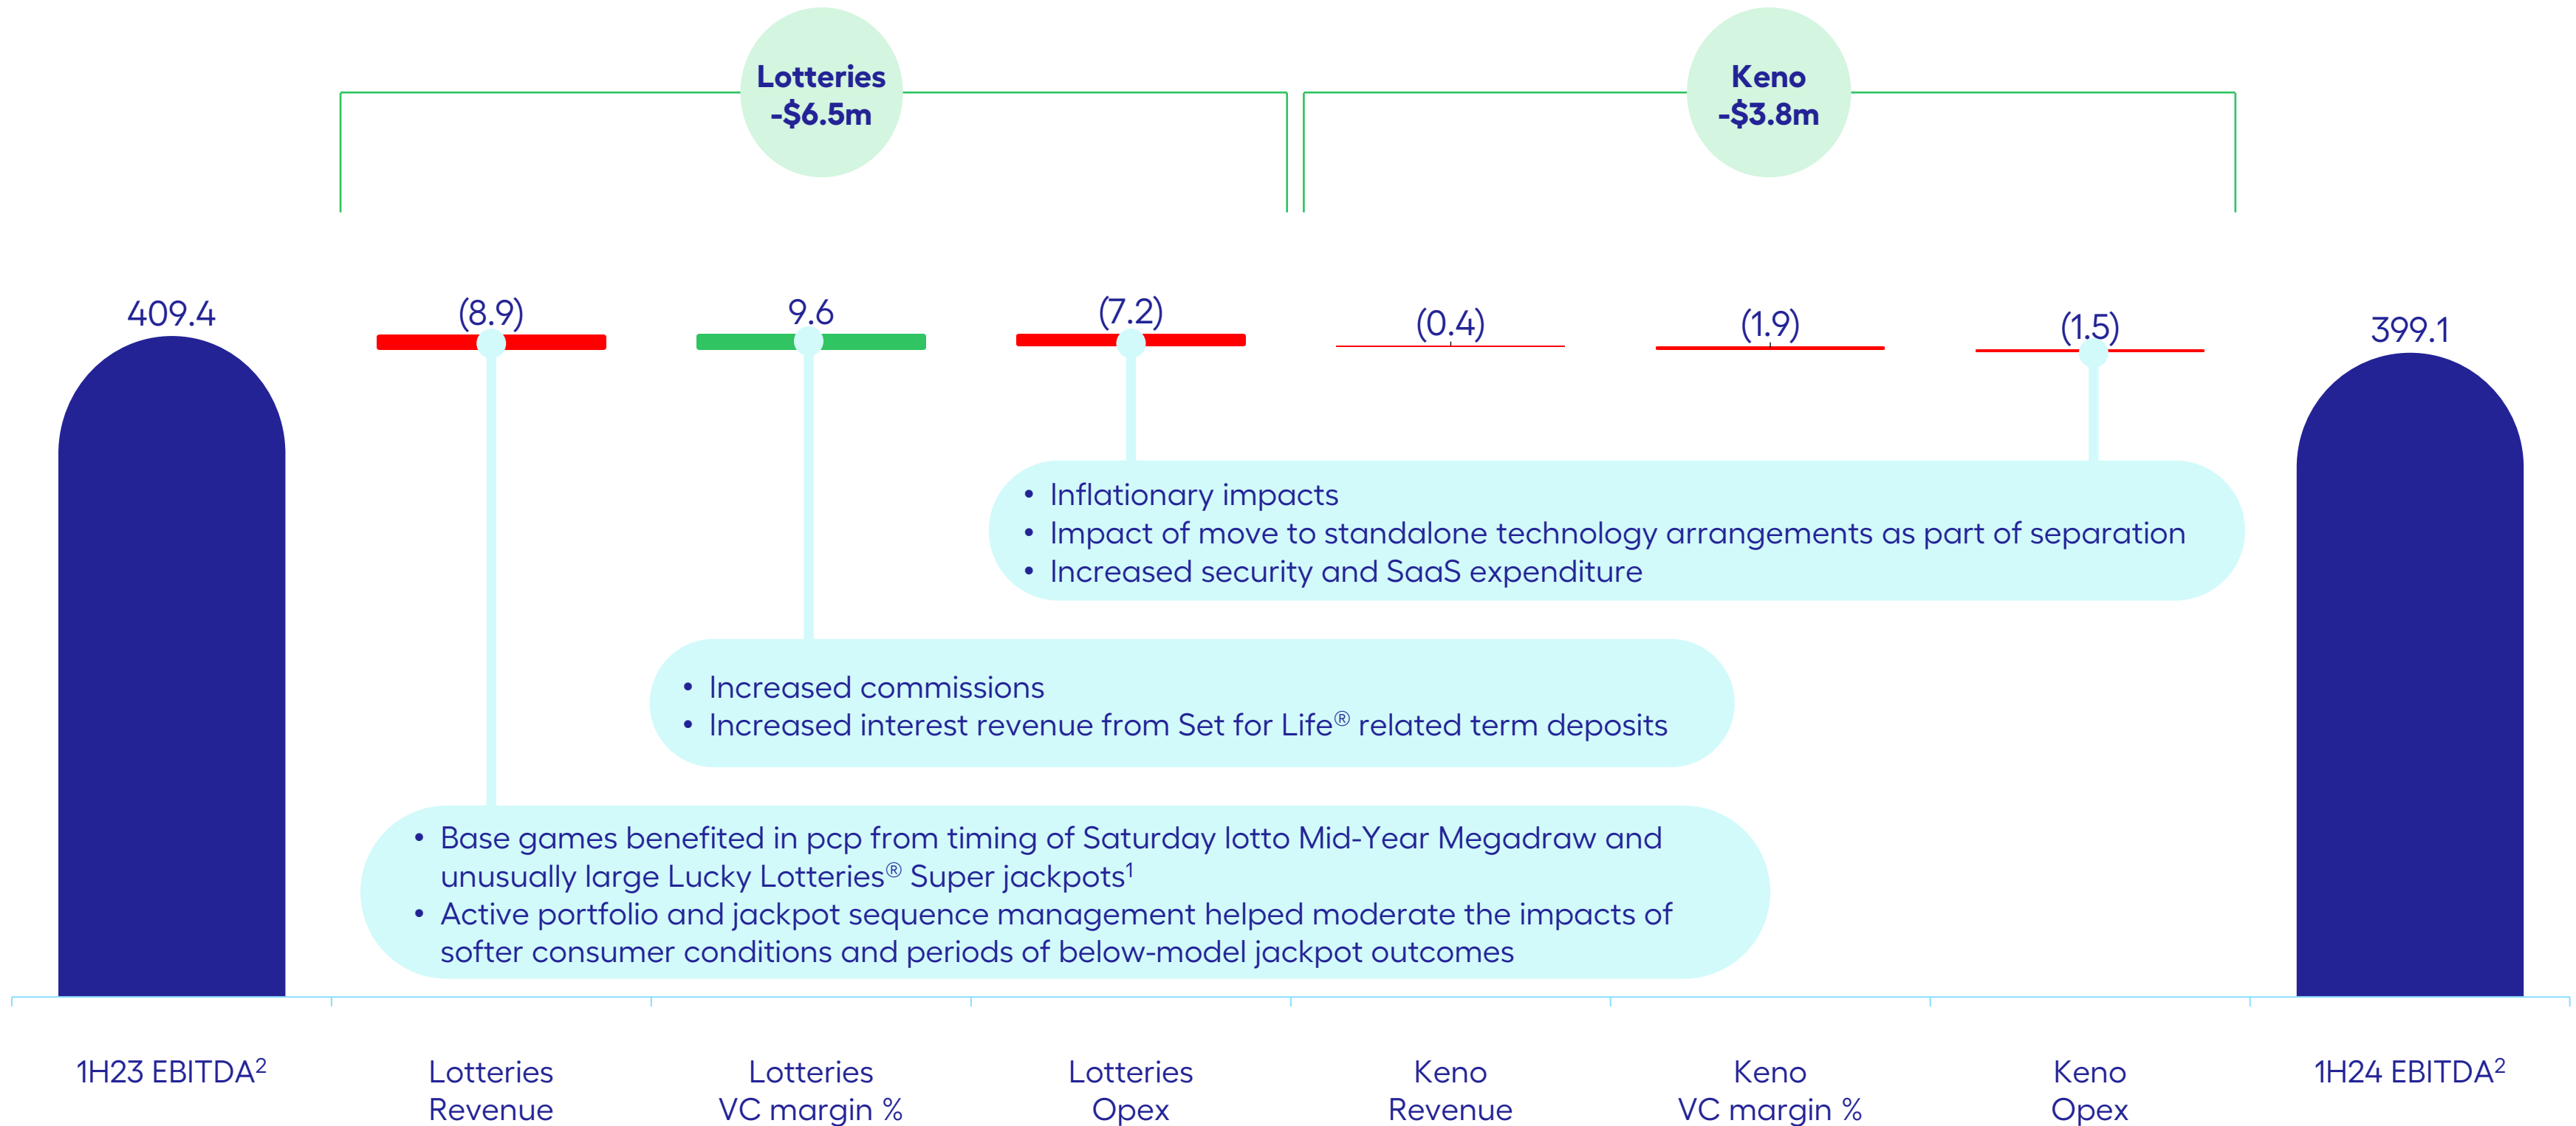 Lotteries
-$6.5m
Keno
-$3.8m
409.4
(8.9)
9.6
(7.2)
(0.4)
(1.9)
(1.5)
399.1
• Inflationary impacts
• Impact of move to standalone technology arrangements as part of separation
• Increased security and SaaS expenditure
• Increased commissions
• Increased interest revenue from Set for Life® related term deposits
• Base games benefited in pcp from timing of Saturday lotto Mid-Year Megadraw and
unusually large Lucky Lotteries® Super jackpots¹
• Active portfolio and jackpot sequence management helped moderate the impacts of
softer consumer conditions and periods of below-model jackpot outcomes
1H23 EBITDA²
Lotteries
Revenue
Lotteries
VC margin %
Lotteries
Opex
Keno
Revenue
Keno
VC margin %
Keno
Opex
1H24 EBITDA²